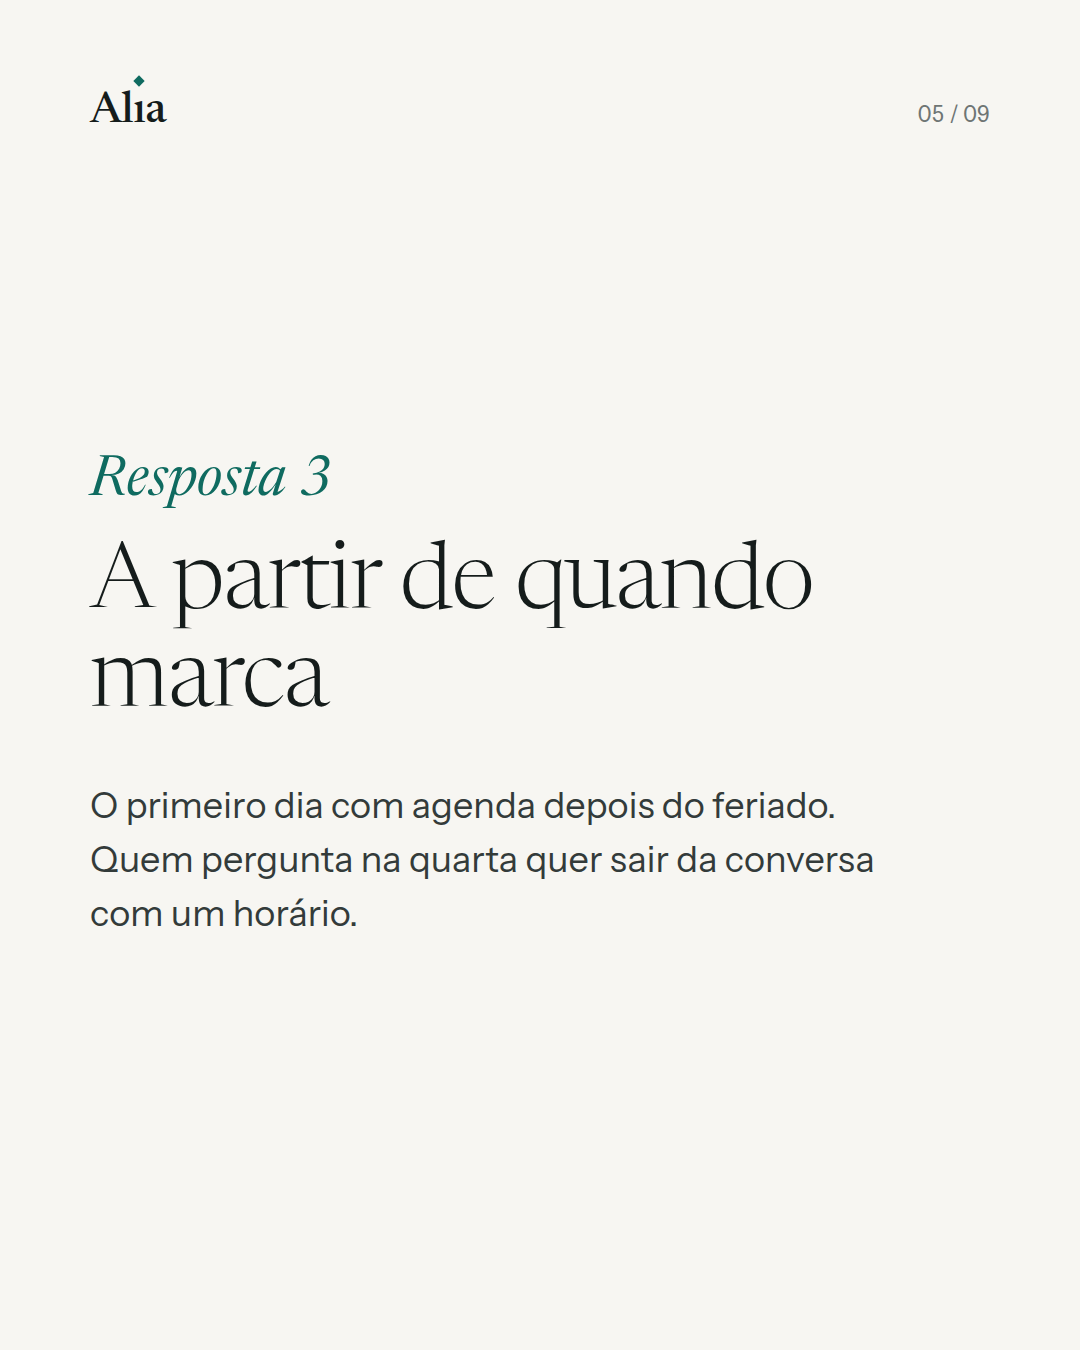 Alia
05 / 09
Resposta 3
A partir de quando
marca
O primeiro dia com agenda depois do feriado.
Quem pergunta na quarta quer sair da conversa
com um horário.